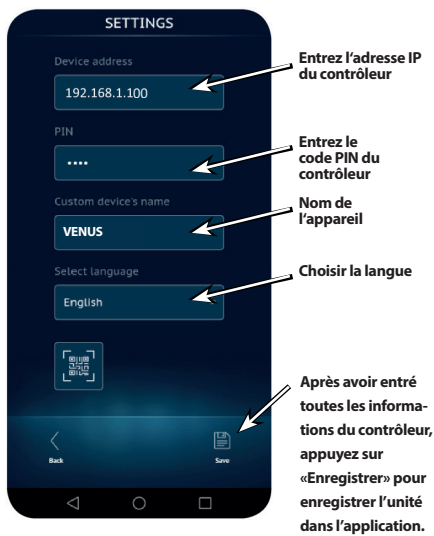 SETTINGS
Device address
192.168.1.100
Entrez l'adresse IP
du contrôleur
PIN
••••
Entrez le
code PIN du
contrôleur
Custom device's name
VENUS
Nom de
l'appareil
Select language
English
Choisir la langue
Back
Save
Après avoir entré
toutes les informa-
tions du contrôleur,
appuyez sur
«Enregistrer» pour
enregistrer l'unité
dans l'application.